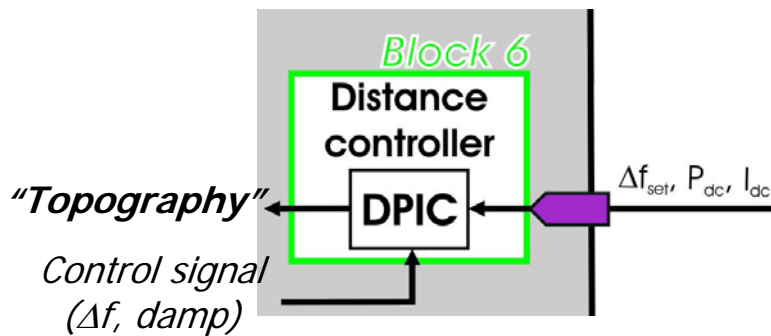 Block 6
Distance
controller
Δf_set, P_dc, I_dc
"Topography"
DPIC
Control signal
(Δf, damp)